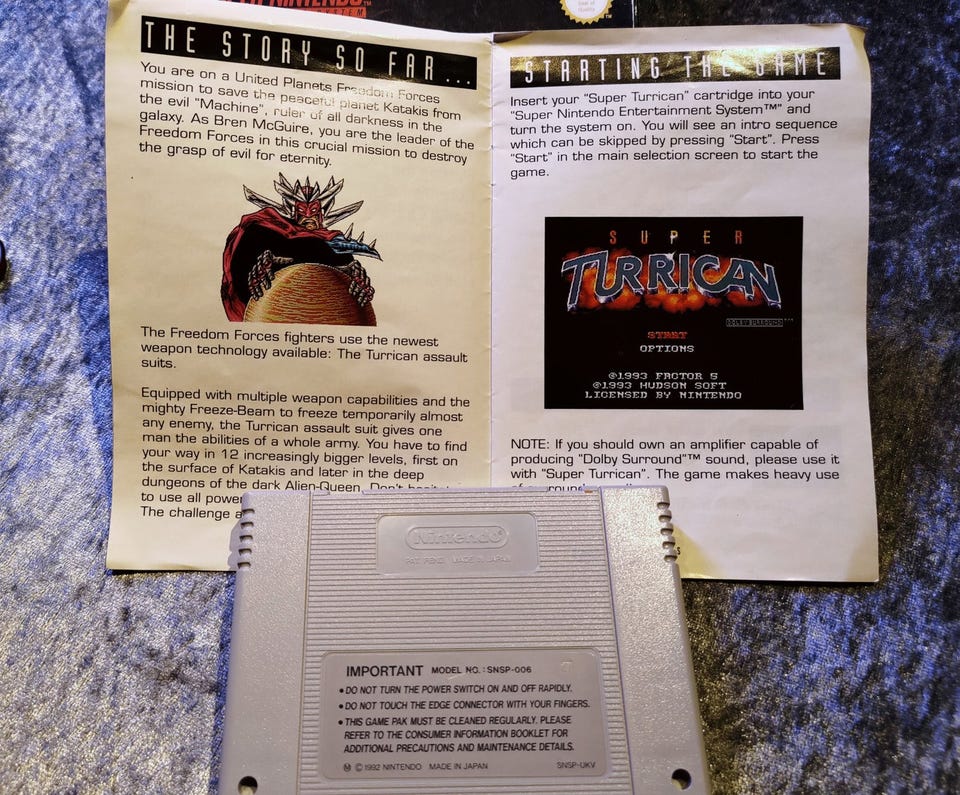 NINTENDO
SYSTEM
Seal of
Quality
THE STORY SO FAR...
You are on a United Planets Freedom Forces
mission to save the peaceful planet Katakis from
the evil "Machine", ruler of all darkness in the
galaxy. As Bren McGuire, you are the leader of the
Freedom Forces in this crucial mission to destroy
the grasp of evil for eternity.
The Freedom Forces fighters use the newest
weapon technology available: The Turrican assault
suits.
Equipped with multiple weapon capabilities and the
mighty Freeze-Beam to freeze temporarily almost
any enemy, the Turrican assault suit gives one
man the abilities of a whole army. You have to find
your way in 12 increasingly bigger levels, first on
the surface of Katakis and later in the deep
dungeons of the dark Alien-Queen. Don't
to use all
The challenge
STARTING THE GAME
Insert your "Super Turrican" cartridge into your
"Super Nintendo Entertainment System™" and
turn the system on. You will see an intro sequence
which can be skipped by pressing "Start". Press
"Start" in the main selection screen to start the
game.
SUPER
TURRICAN
DOLBY SURROUND™
START
OPTIONS
©1993 FACTOR 5
©1993 HUDSON SOFT
LICENSED BY NINTENDO
NOTE: If you should own an amplifier capable of
producing "Dolby Surround"™ sound, please use it
with "Super Turrican". The game makes heavy use
Nintendo
PAT. PEND. MADE IN JAPAN
IMPORTANT MODEL NO. : SNSP-006
• DO NOT TURN THE POWER SWITCH ON AND OFF RAPIDLY.
• DO NOT TOUCH THE EDGE CONNECTOR WITH YOUR FINGERS.
• THIS GAME PAK MUST BE CLEANED REGULARLY. PLEASE
REFER TO THE CONSUMER INFORMATION BOOKLET FOR
ADDITIONAL PRECAUTIONS AND MAINTENANCE DETAILS.
Ⓜ ©1992 NINTENDO MADE IN JAPAN SNSP-UKV